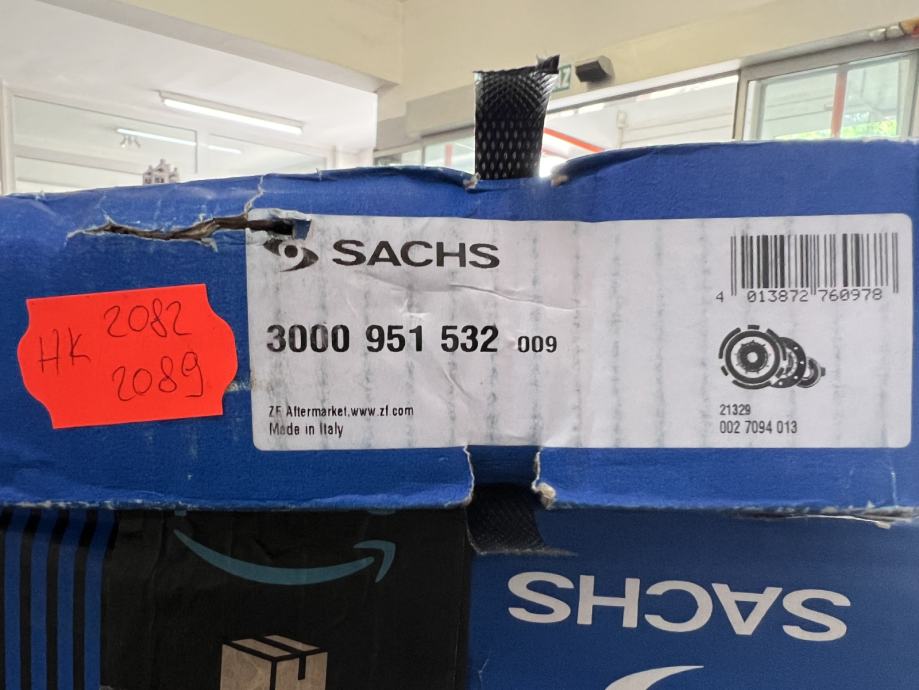 SACHS
4 013872 760978
3000 951 532 009
HK 2082
2089
ZF Aftermarket,www.zf.com
Made in Italy
21329
002 7094 013
SACHS